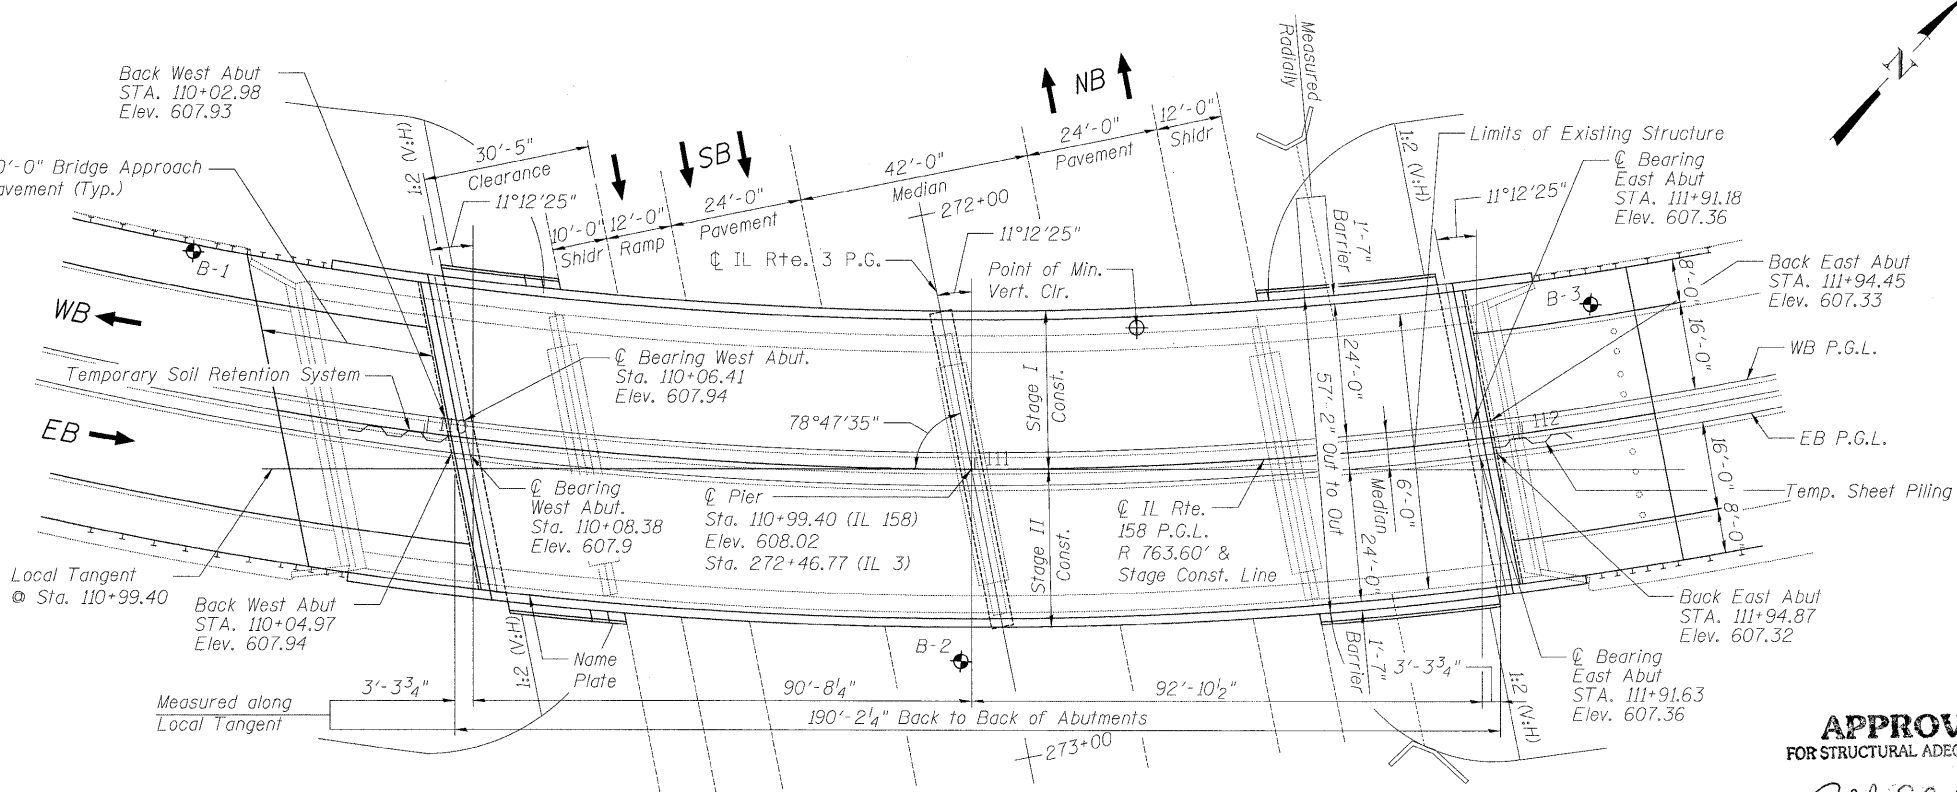 Back West Abut
STA. 110+02.98
Elev. 607.93
0'-0" Bridge Approach
avement (Typ.)
1:2 (V:H)
30'-5"
Clearance
11°12'25"
10'-0"
Shldr
12'-0"
Ramp
SB
24'-0"
Pavement
42'-0"
Median
272+00
NB
24'-0"
Pavement
12'-0"
Shldr
℄ IL Rte. 3 P.G.
11°12'25"
Point of Min.
Vert. Clr.
Measured
Radially
1'-7"
Barrier
1:2 (V:H)
Limits of Existing Structure
℄ Bearing
East Abut
STA. 111+91.18
Elev. 607.36
11°12'25"
N
Back East Abut
STA. 111+94.45
Elev. 607.33
8'-0"
16'-0"
WB P.G.L.
EB P.G.L.
B-1
B-3
WB
EB
Temporary Soil Retention System
℄ Bearing West Abut.
Sta. 110+06.41
Elev. 607.94
78°47'35"
Stage I
Const.
24'-0"
57'-2" Out to Out
111
112
℄ Bearing
West Abut.
Sta. 110+08.38
Elev. 607.9
℄ Pier
Sta. 110+99.40 (IL 158)
Elev. 608.02
Sta. 272+46.77 (IL 3)
Stage II
Const.
℄ IL Rte.
158 P.G.L.
R 763.60' &
Stage Const. Line
Median
6'-0"
24'-0"
16'-0"
8'-0"
Temp. Sheet Piling
Local Tangent
@ Sta. 110+99.40
Back West Abut
STA. 110+04.97
Elev. 607.94
1:2 (V:H)
Name
Plate
B-2
1'-7"
Barrier
3'-3¾"
1:2 (V:H)
Back East Abut
STA. 111+94.87
Elev. 607.32
℄ Bearing
East Abut
STA. 111+91.63
Elev. 607.36
Measured along
Local Tangent
3'-3¾"
90'-8¼"
92'-10½"
190'-2¼" Back to Back of Abutments
273+00
APPROV
FOR STRUCTURAL ADEQ